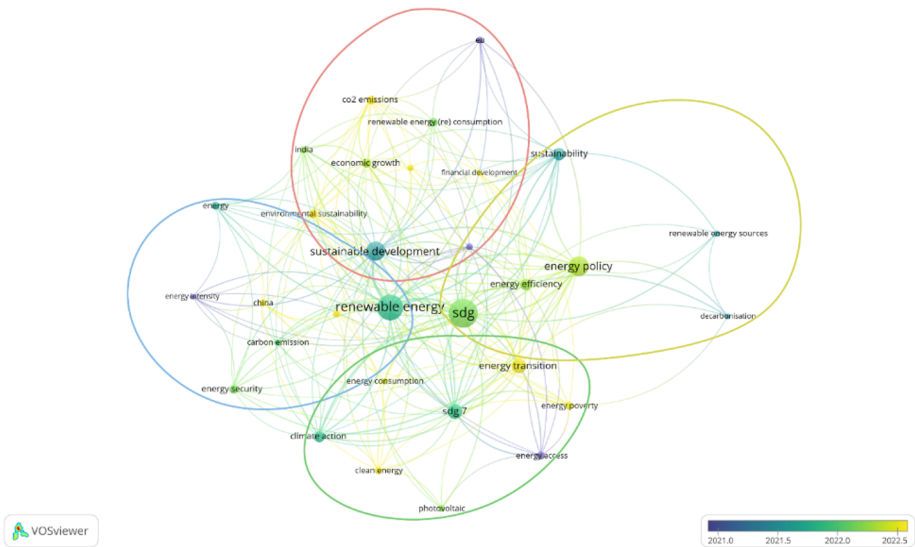 eu
co2 emissions
renewable energy (re) consumption
india
economic growth
financial development
sustainability
energy
environmental sustainability
renewable energy sources
sustainable development
energy policy
energy efficiency
energy intensity
china
renewable energy
sdg
decarbonisation
carbon emission
energy transition
energy consumption
energy security
sdg 7
energy poverty
climate action
energy access
clean energy
photovoltaic
VOSviewer
2021.0 2021.5 2022.0 2022.5